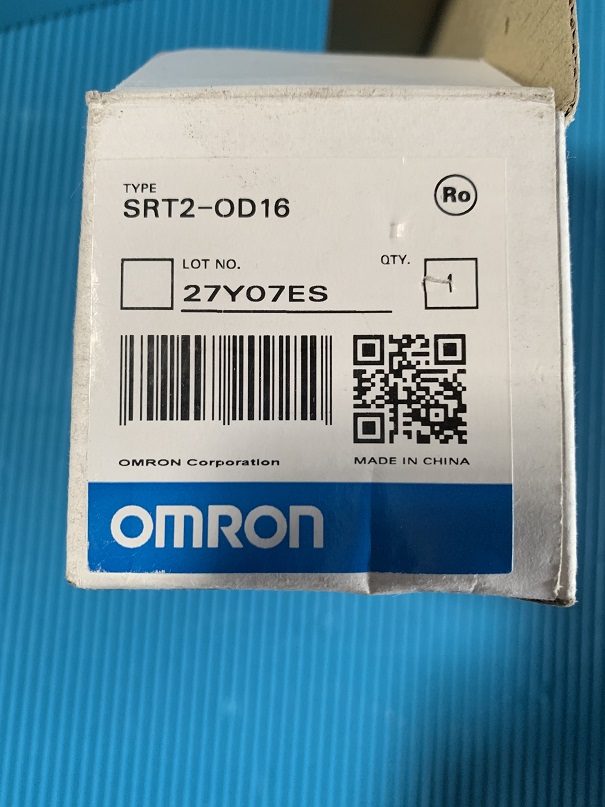 TYPE
SRT2-OD16
Ro
LOT NO.
27Y07ES
QTY.
1
OMRON Corporation
MADE IN CHINA
OMRON